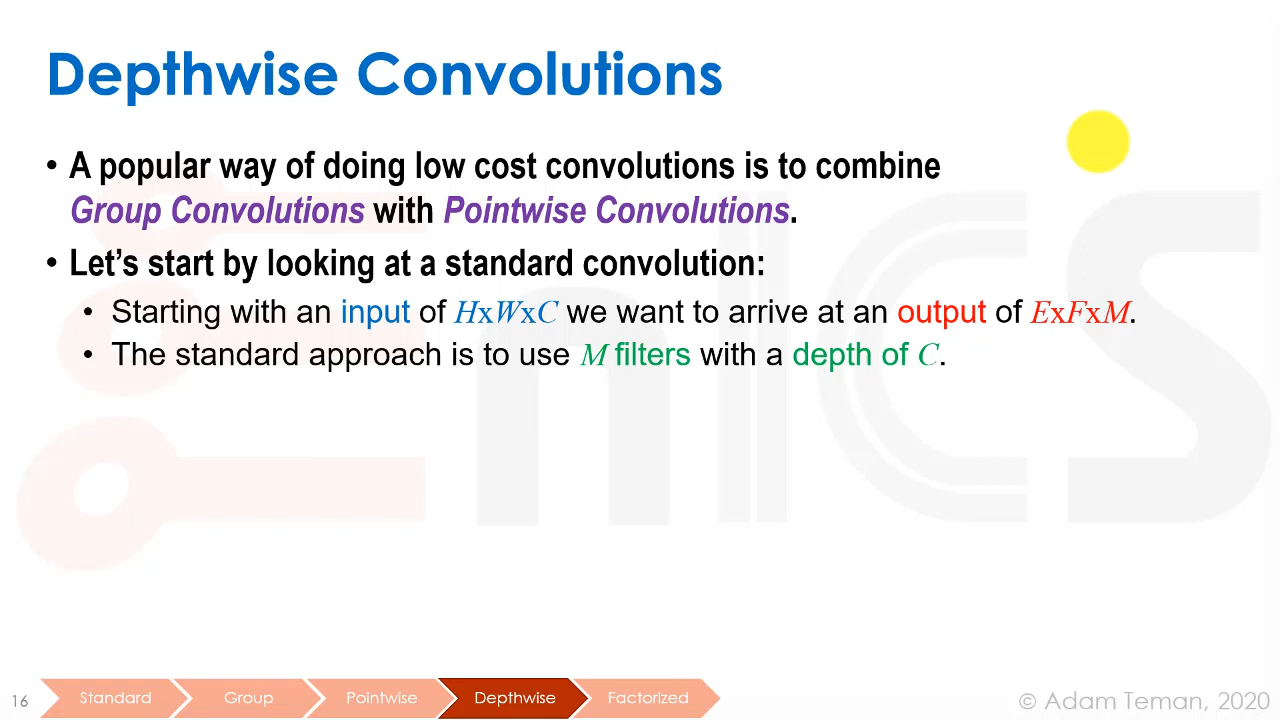 Depthwise Convolutions
• A popular way of doing low cost convolutions is to combine
Group Convolutions with Pointwise Convolutions.
• Let's start by looking at a standard convolution:
• Starting with an input of HxWxC we want to arrive at an output of ExFxM.
• The standard approach is to use M filters with a depth of C.
nICS
16 Standard Group Pointwise Depthwise Factorized © Adam Teman, 2020